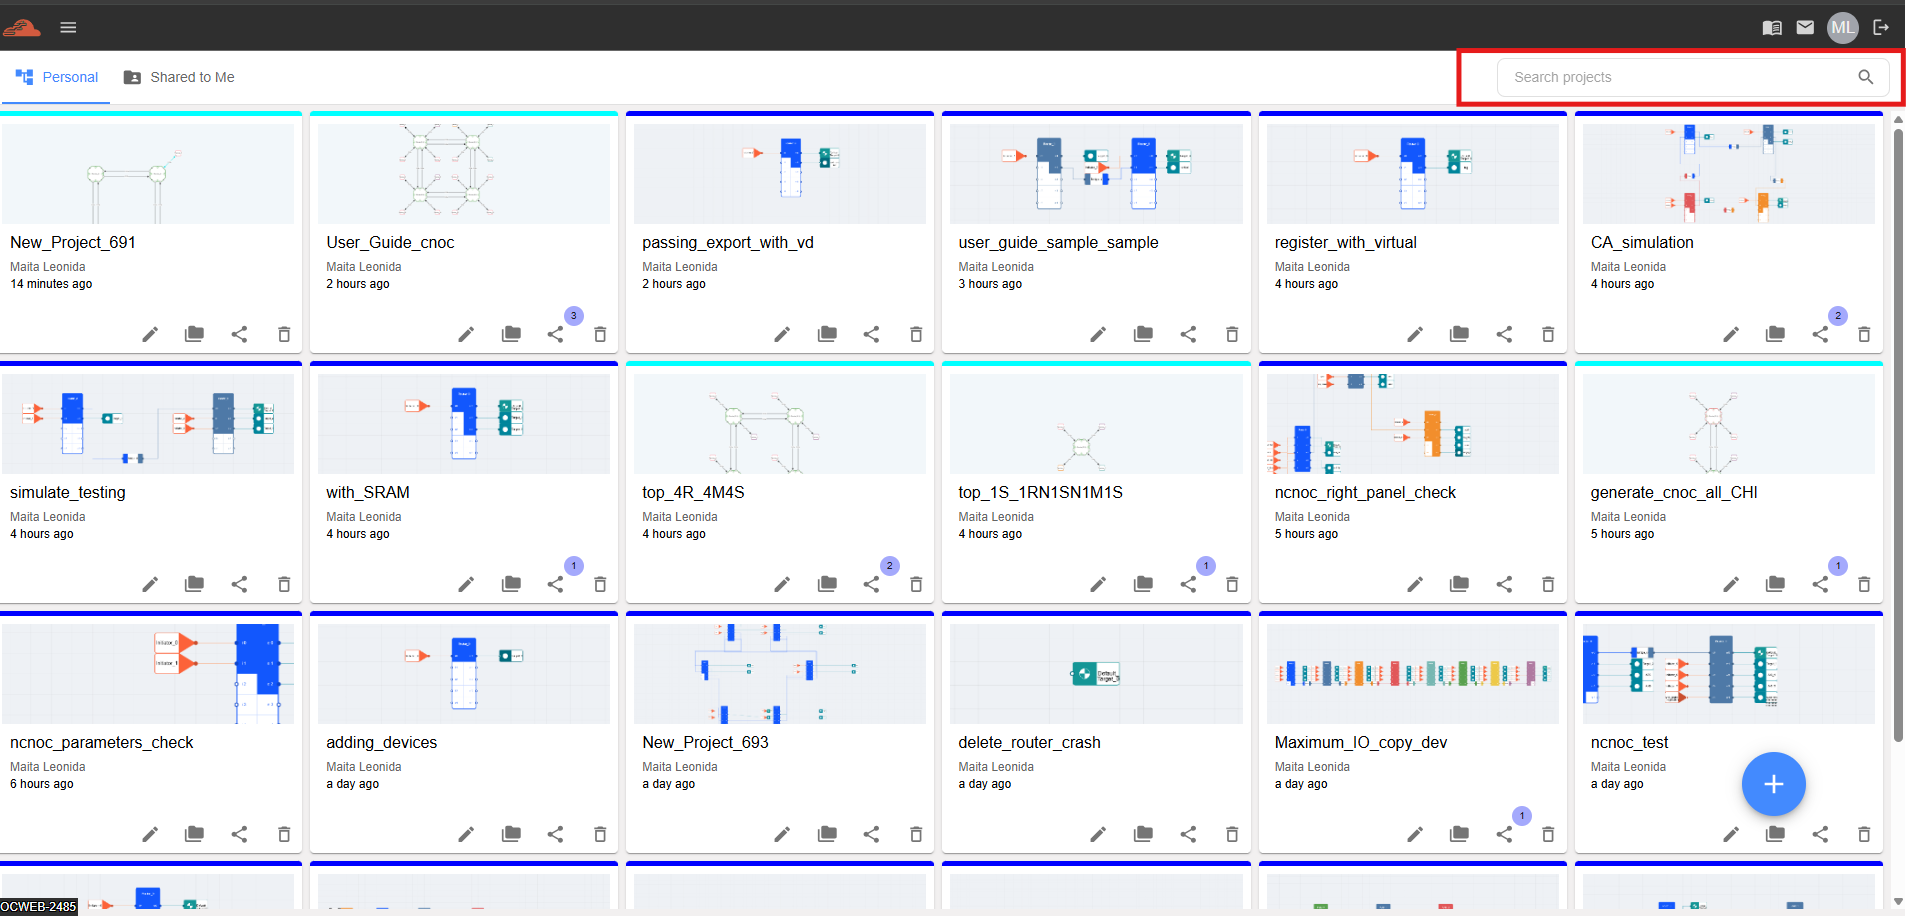 ML
Personal
Shared to Me
Search projects
New_Project_691
Maita Leonida
14 minutes ago
User_Guide_cnoc
Maita Leonida
2 hours ago
3
passing_export_with_vd
Maita Leonida
2 hours ago
user_guide_sample_sample
Maita Leonida
3 hours ago
register_with_virtual
Maita Leonida
4 hours ago
CA_simulation
Maita Leonida
4 hours ago
2
simulate_testing
Maita Leonida
4 hours ago
with_SRAM
Maita Leonida
4 hours ago
1
top_4R_4M4S
Maita Leonida
4 hours ago
2
top_1S_1RN1SN1M1S
Maita Leonida
4 hours ago
1
ncnoc_right_panel_check
Maita Leonida
5 hours ago
generate_cnoc_all_CHI
Maita Leonida
5 hours ago
1
Initiator_0
Initiator_1
ncnoc_parameters_check
Maita Leonida
6 hours ago
adding_devices
Maita Leonida
a day ago
New_Project_693
Maita Leonida
a day ago
Default_
Target_
delete_router_crash
Maita Leonida
a day ago
Maximum_IO_copy_dev
Maita Leonida
a day ago
1
ncnoc_test
Maita Leonida
a day ago
OCWEB-2485